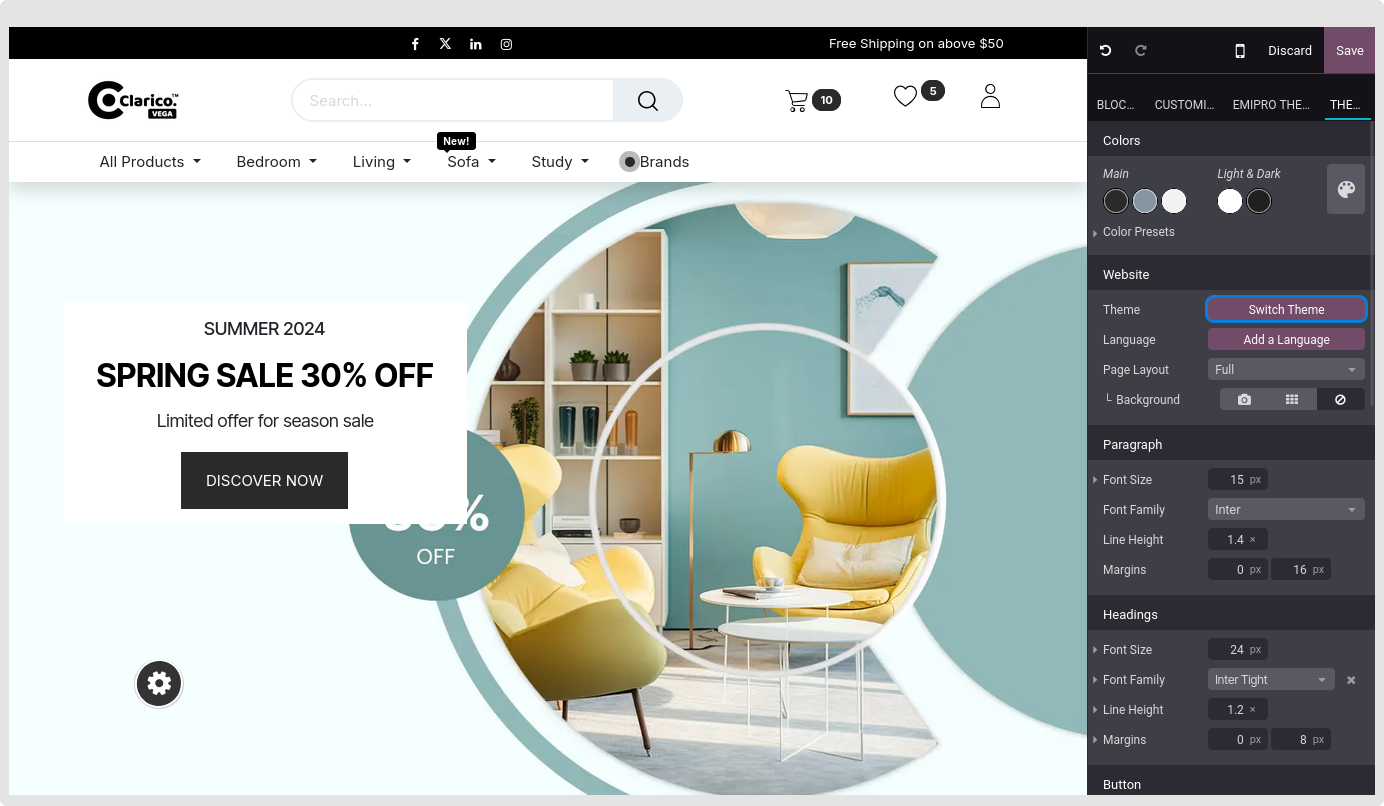 Free Shipping on above $50
Discard
Save
Clarico.™
VEGA
Search...
10
5
BLOC...
CUSTOMI...
EMIPRO THE...
THE...
New!
All Products
Bedroom
Living
Sofa
Study
Brands
SUMMER 2024
SPRING SALE 30% OFF
Limited offer for season sale
DISCOVER NOW
%
OFF
Colors
Main
Light & Dark
Color Presets
Website
Theme
Switch Theme
Language
Add a Language
Page Layout
Full
└ Background
Paragraph
Font Size
15 px
Font Family
Inter
Line Height
1.4 ×
Margins
0 px
16 px
Headings
Font Size
24 px
Font Family
Inter Tight
Line Height
1.2 ×
Margins
0 px
8 px
Button